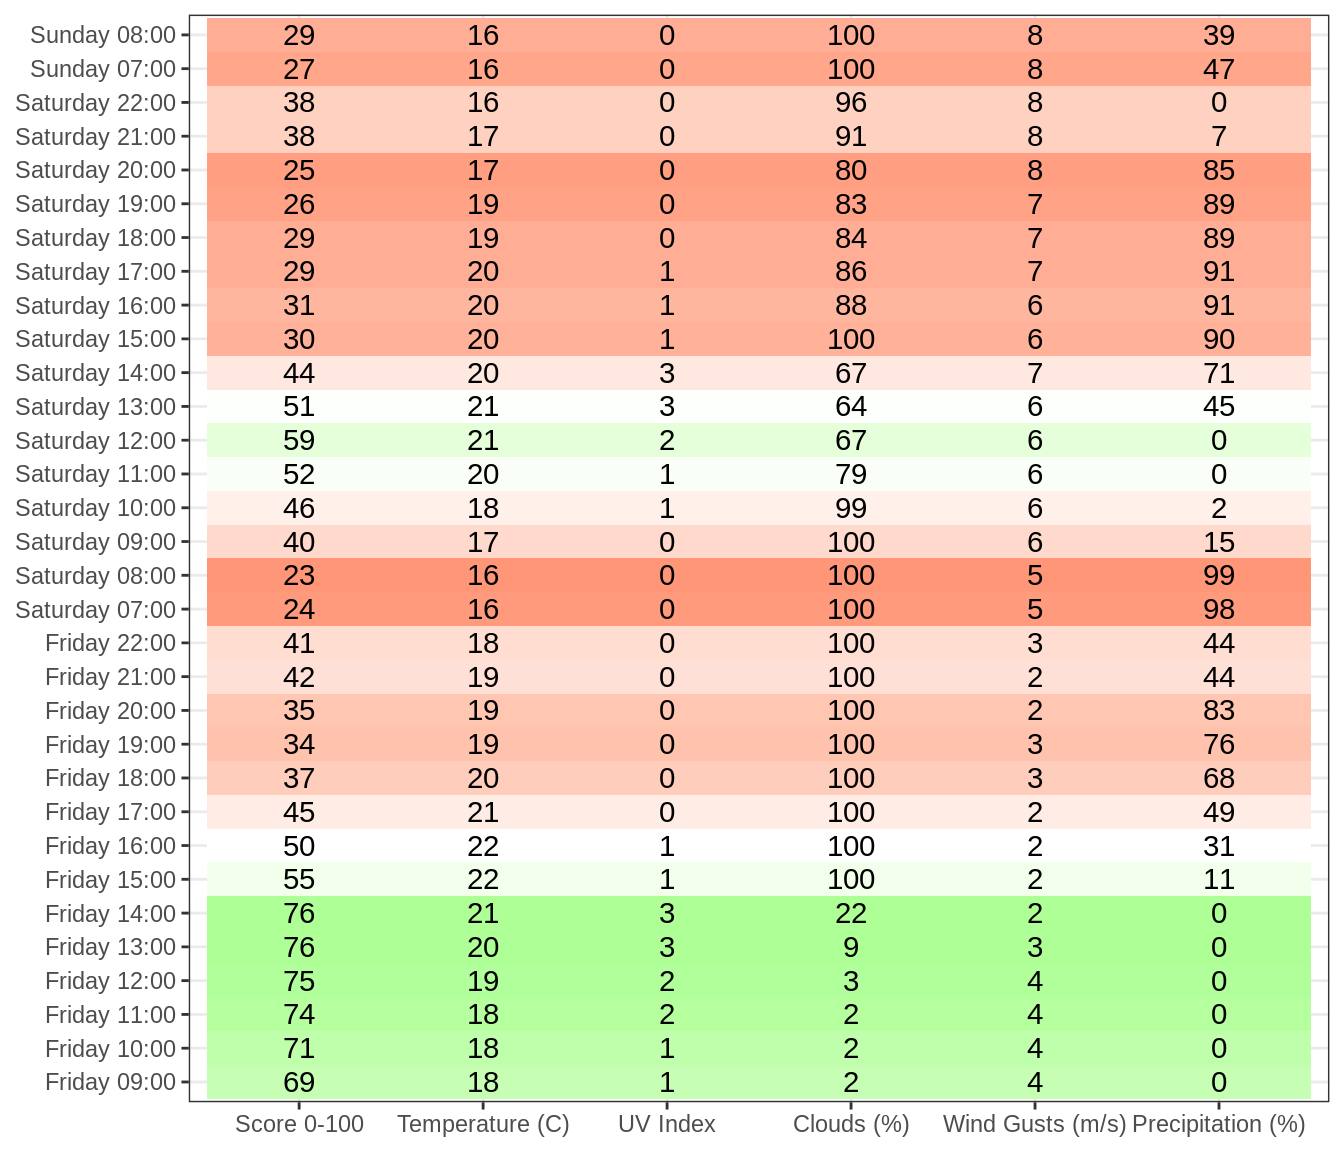 Sunday 08:00 29 16 0 100 8 39
Sunday 07:00 27 16 0 100 8 47
Saturday 22:00 38 16 0 96 8 0
Saturday 21:00 38 17 0 91 8 7
Saturday 20:00 25 17 0 80 8 85
Saturday 19:00 26 19 0 83 7 89
Saturday 18:00 29 19 0 84 7 89
Saturday 17:00 29 20 1 86 7 91
Saturday 16:00 31 20 1 88 6 91
Saturday 15:00 30 20 1 100 6 90
Saturday 14:00 44 20 3 67 7 71
Saturday 13:00 51 21 3 64 6 45
Saturday 12:00 59 21 2 67 6 0
Saturday 11:00 52 20 1 79 6 0
Saturday 10:00 46 18 1 99 6 2
Saturday 09:00 40 17 0 100 6 15
Saturday 08:00 23 16 0 100 5 99
Saturday 07:00 24 16 0 100 5 98
Friday 22:00 41 18 0 100 3 44
Friday 21:00 42 19 0 100 2 44
Friday 20:00 35 19 0 100 2 83
Friday 19:00 34 19 0 100 3 76
Friday 18:00 37 20 0 100 3 68
Friday 17:00 45 21 0 100 2 49
Friday 16:00 50 22 1 100 2 31
Friday 15:00 55 22 1 100 2 11
Friday 14:00 76 21 3 22 2 0
Friday 13:00 76 20 3 9 3 0
Friday 12:00 75 19 2 3 4 0
Friday 11:00 74 18 2 2 4 0
Friday 10:00 71 18 1 2 4 0
Friday 09:00 69 18 1 2 4 0
Score 0-100 Temperature (C) UV Index Clouds (%) Wind Gusts (m/s) Precipitation (%)